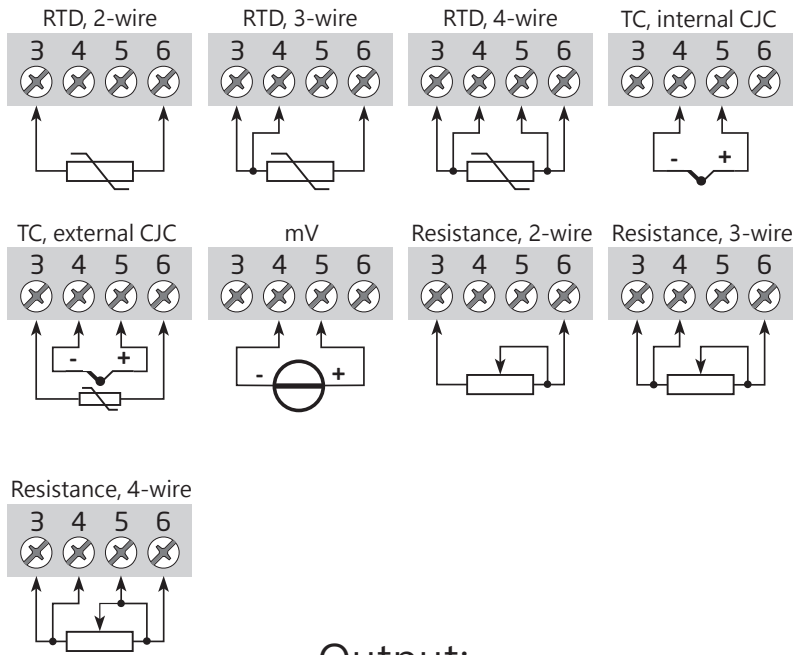 RTD, 2-wire
3 4 5 6
RTD, 3-wire
3 4 5 6
RTD, 4-wire
3 4 5 6
TC, internal CJC
3 4 5 6
- +
TC, external CJC
3 4 5 6
- +
mV
3 4 5 6
- +
Resistance, 2-wire
3 4 5 6
Resistance, 3-wire
3 4 5 6
Resistance, 4-wire
3 4 5 6
Output: